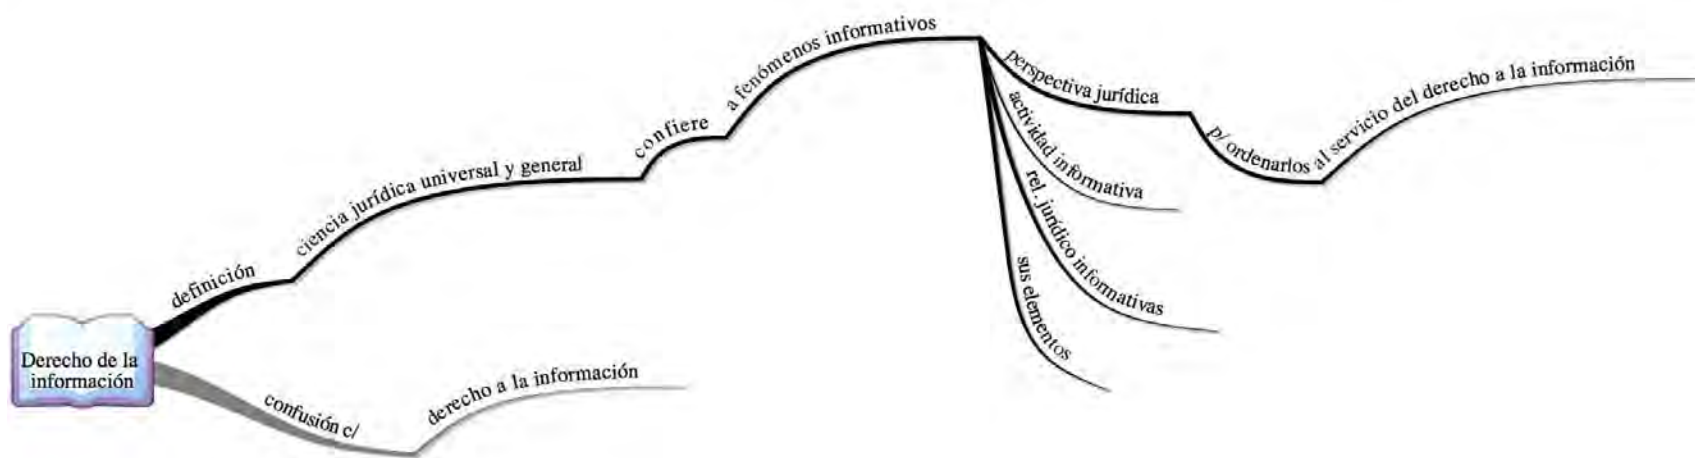 Derecho de la
información
definición
ciencia jurídica universal y general
confiere
a fenómenos informativos
perspectiva jurídica
p/ ordenarlos
al servicio del derecho a la información
actividad informativa
rel. jurídico informativas
sus elementos
confusión c/
derecho a la información